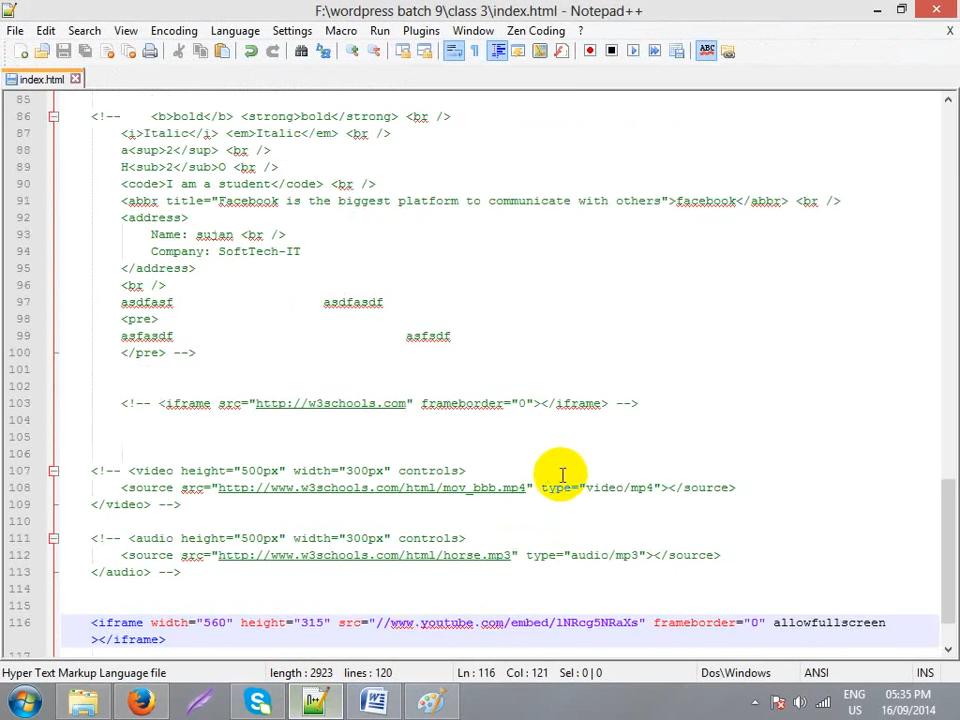 F:\wordpress batch 9\class 3\index.html - Notepad++
File Edit Search View Encoding Language Settings Macro Run Plugins Window Zen Coding ? X
index.html
85
86 <!-- <b>bold</b> <strong>bold</strong> <br />
87 <i>Italic</i> <em>Italic</em> <br />
88 a<sup>2</sup> <br />
89 H<sub>2</sub>O <br />
90 <code>I am a student</code> <br />
91 <abbr title="Facebook is the biggest platform to communicate with others">facebook</abbr> <br />
92 <address>
93 Name: sujan <br />
94 Company: SoftTech-IT
95 </address>
96 <br />
97 asdfasf asdfasdf
98 <pre>
99 asfasdf asfsdf
100 </pre> -->
101
102
103 <!-- <iframe src="http://w3schools.com" frameborder="0"></iframe> -->
104
105
106
107 <!-- <video height="500px" width="300px" controls>
108 <source src="http://www.w3schools.com/html/mov_bbb.mp4" type="video/mp4"></source>
109 </video> -->
110
111 <!-- <audio height="500px" width="300px" controls>
112 <source src="http://www.w3schools.com/html/horse.mp3" type="audio/mp3"></source>
113 </audio> -->
114
115
116 <iframe width="560" height="315" src="//www.youtube.com/embed/lNRcg5NRaXs" frameborder="0" allowfullscreen
></iframe>
117
Hyper Text Markup Language file length : 2923 lines : 120 Ln : 116 Col : 121 Sel : 0 | 0 Dos\Windows ANSI INS
ENG 05:35 PM
US 16/09/2014